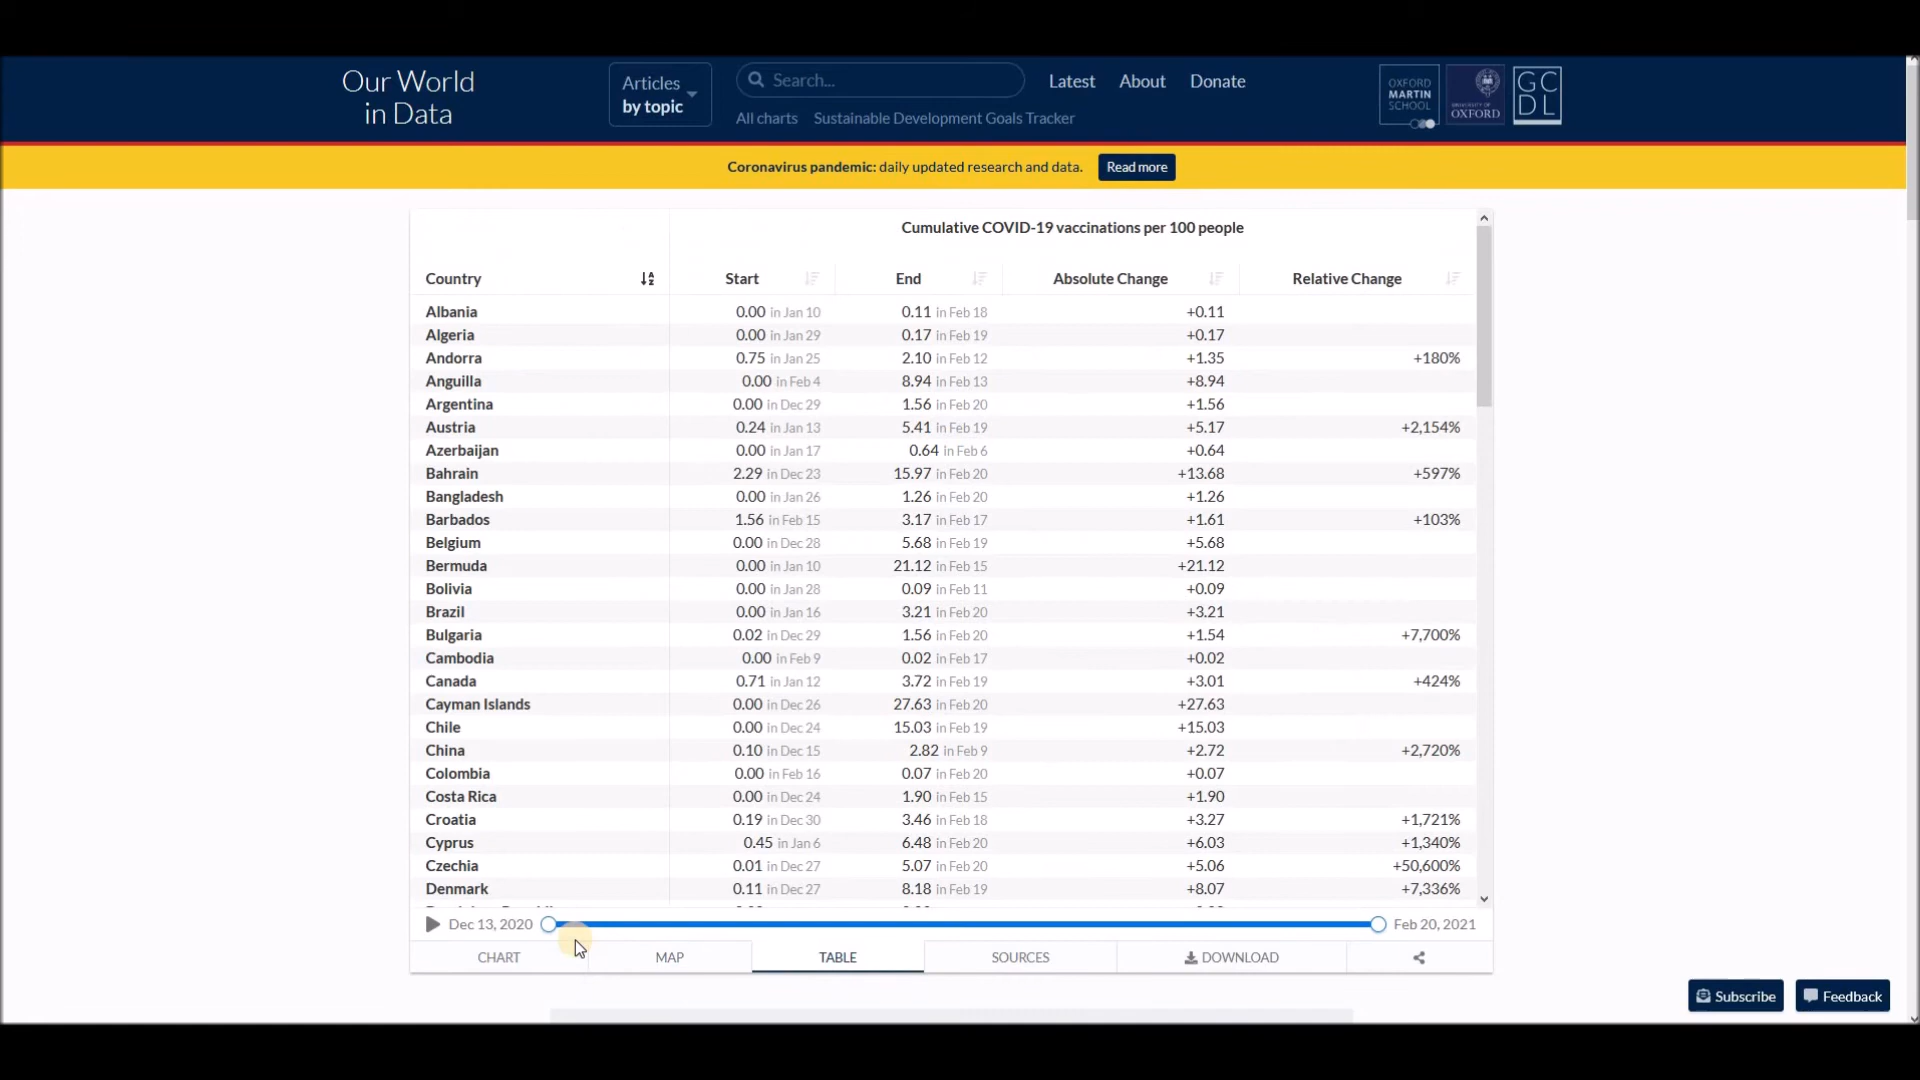 Our World
in Data
Articles
by topic
Search...
Latest
About
Donate
All charts
Sustainable Development Goals Tracker
OXFORD
MARTIN
SCHOOL
UNIVERSITY OF
OXFORD
GC
DL
Coronavirus pandemic: daily updated research and data. Read more
Cumulative COVID-19 vaccinations per 100 people
Country Start End Absolute Change Relative Change
Albania 0.00 in Jan 10 0.11 in Feb 18 +0.11
Algeria 0.00 in Jan 29 0.17 in Feb 19 +0.17
Andorra 0.75 in Jan 25 2.10 in Feb 12 +1.35 +180%
Anguilla 0.00 in Feb 4 8.94 in Feb 13 +8.94
Argentina 0.00 in Dec 29 1.56 in Feb 20 +1.56
Austria 0.24 in Jan 13 5.41 in Feb 19 +5.17 +2,154%
Azerbaijan 0.00 in Jan 17 0.64 in Feb 6 +0.64
Bahrain 2.29 in Dec 23 15.97 in Feb 20 +13.68 +597%
Bangladesh 0.00 in Jan 26 1.26 in Feb 20 +1.26
Barbados 1.56 in Feb 15 3.17 in Feb 17 +1.61 +103%
Belgium 0.00 in Dec 28 5.68 in Feb 19 +5.68
Bermuda 0.00 in Jan 10 21.12 in Feb 15 +21.12
Bolivia 0.00 in Jan 28 0.09 in Feb 11 +0.09
Brazil 0.00 in Jan 16 3.21 in Feb 20 +3.21
Bulgaria 0.02 in Dec 29 1.56 in Feb 20 +1.54 +7,700%
Cambodia 0.00 in Feb 9 0.02 in Feb 17 +0.02
Canada 0.71 in Jan 12 3.72 in Feb 19 +3.01 +424%
Cayman Islands 0.00 in Dec 26 27.63 in Feb 20 +27.63
Chile 0.00 in Dec 24 15.03 in Feb 19 +15.03
China 0.10 in Dec 15 2.82 in Feb 9 +2.72 +2,720%
Colombia 0.00 in Feb 16 0.07 in Feb 20 +0.07
Costa Rica 0.00 in Dec 24 1.90 in Feb 15 +1.90
Croatia 0.19 in Dec 30 3.46 in Feb 18 +3.27 +1,721%
Cyprus 0.45 in Jan 6 6.48 in Feb 20 +6.03 +1,340%
Czechia 0.01 in Dec 27 5.07 in Feb 20 +5.06 +50,600%
Denmark 0.11 in Dec 27 8.18 in Feb 19 +8.07 +7,336%
Dec 13, 2020 Feb 20, 2021
CHART MAP TABLE SOURCES DOWNLOAD
Subscribe Feedback